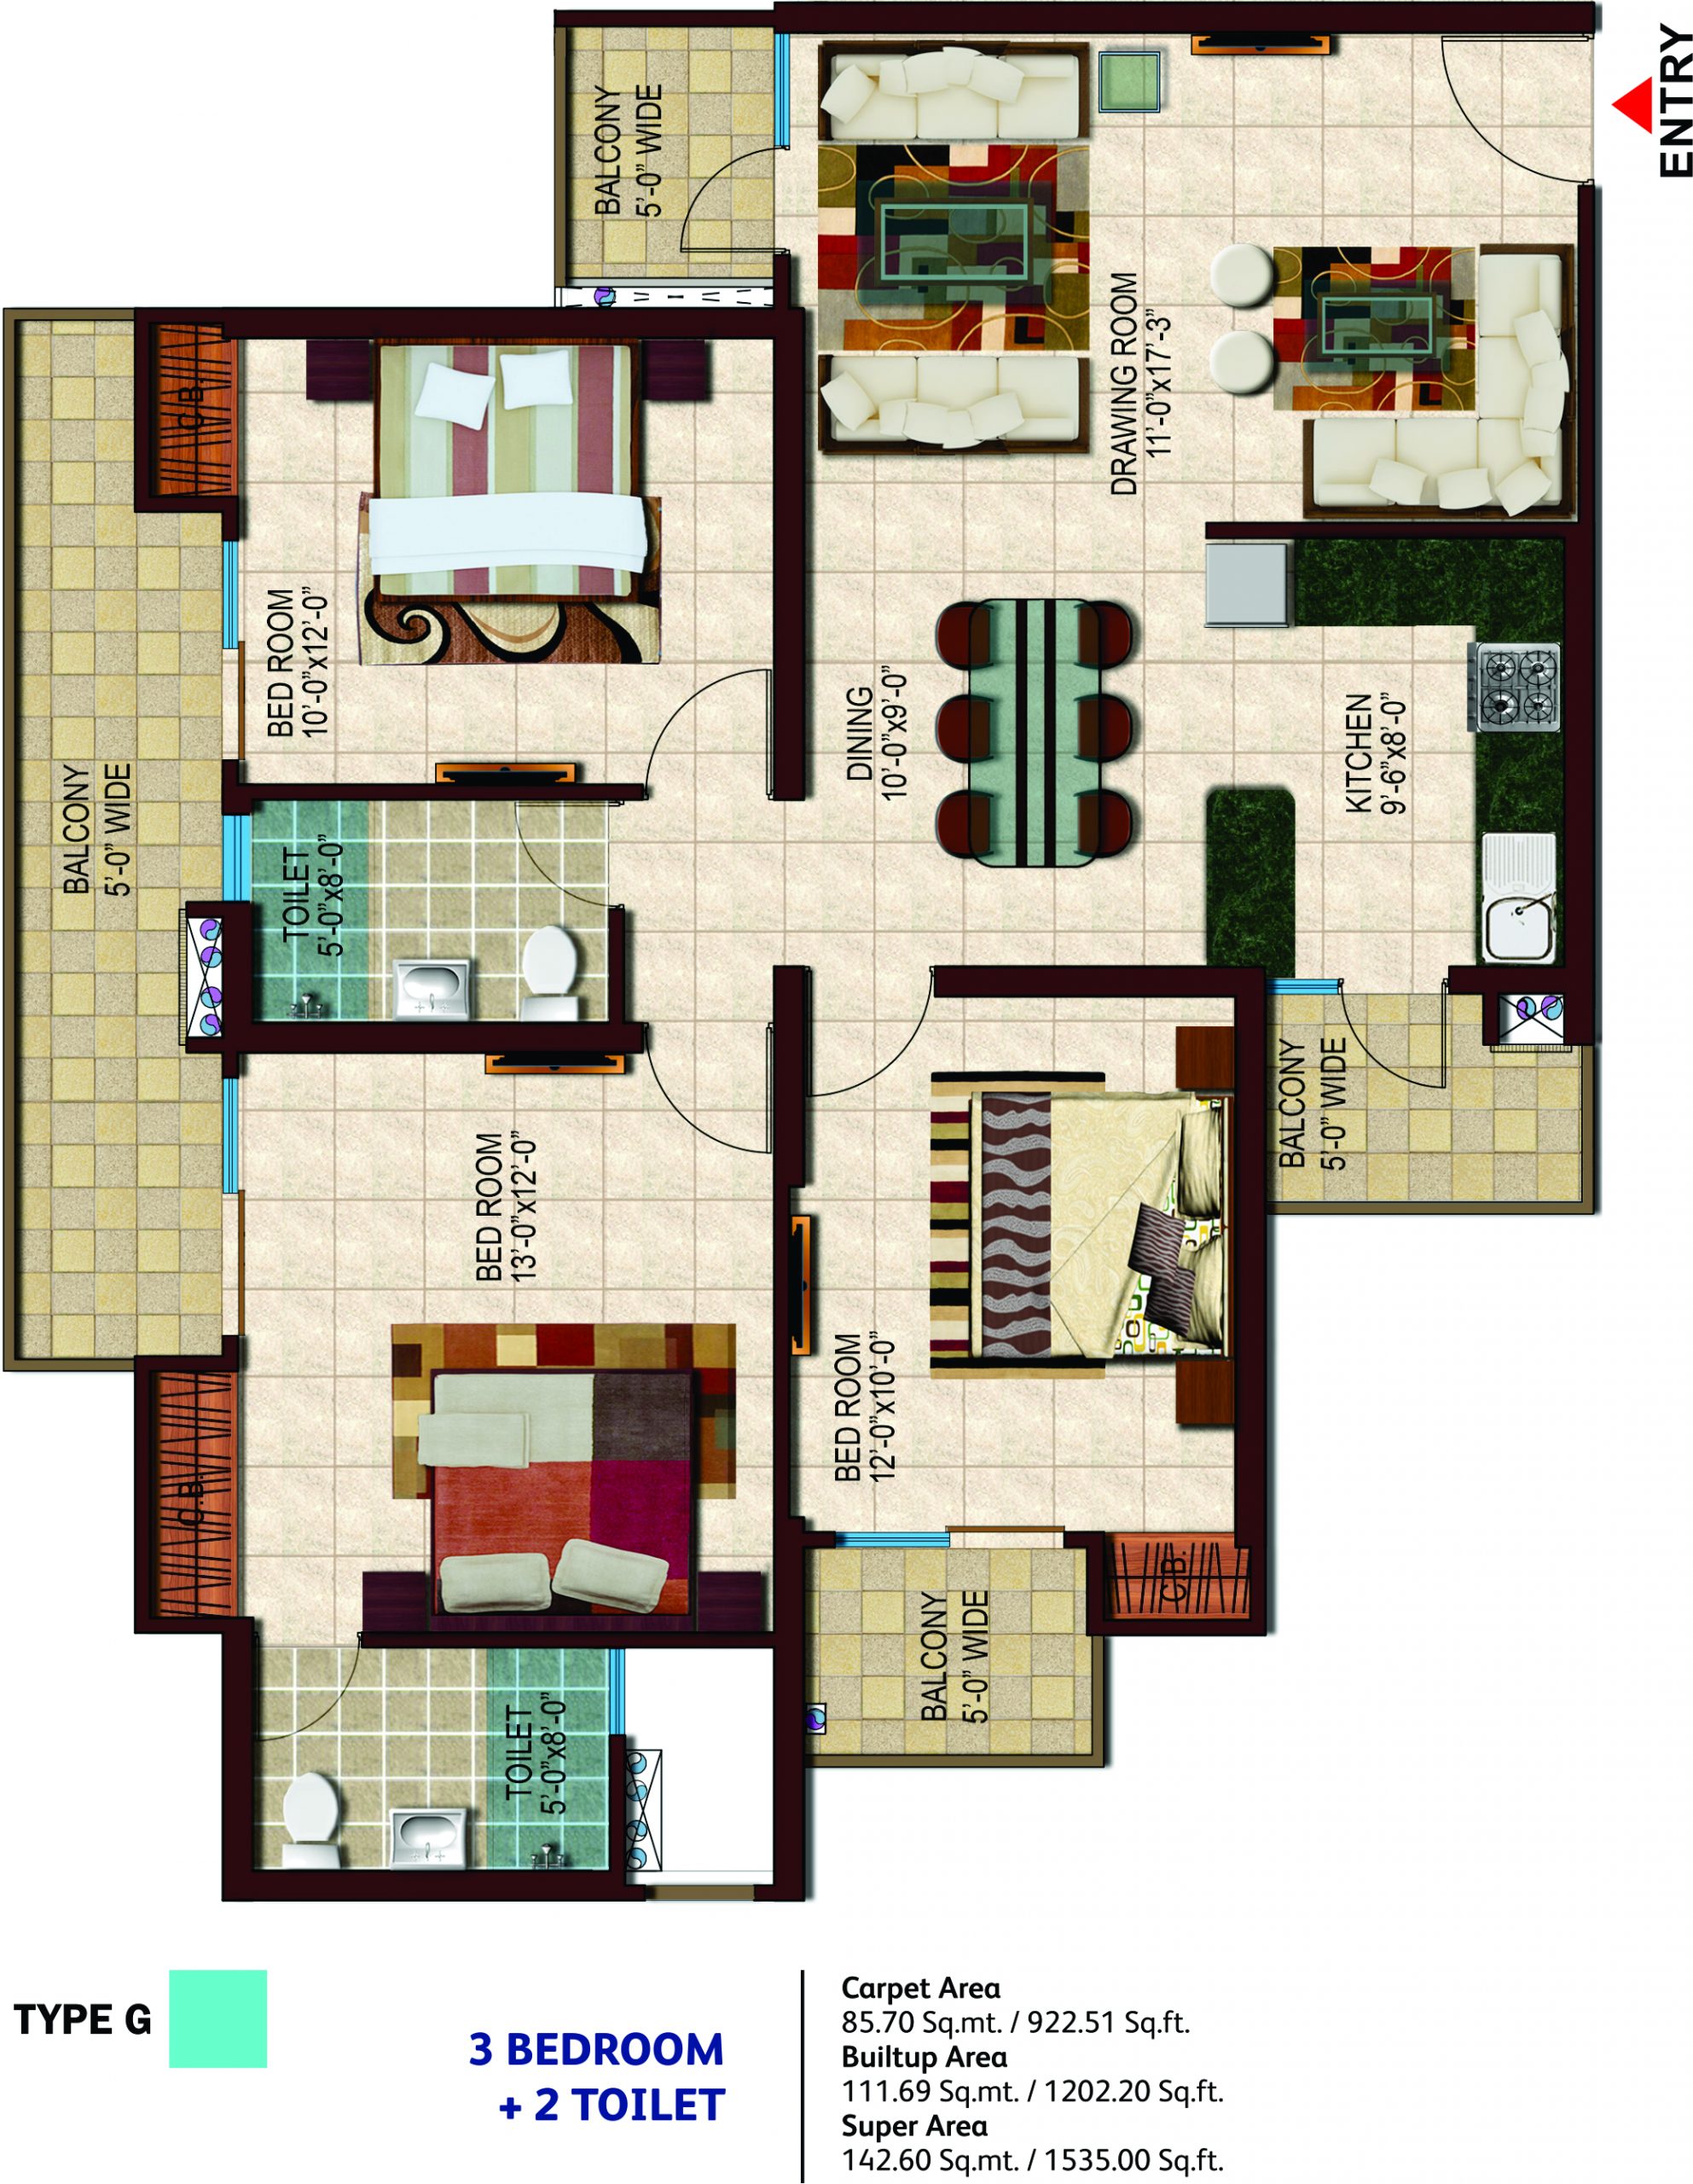 ENTRY
BALCONY
5'-0" WIDE
DRAWING ROOM
11'-0"x17'-3"
C.B.
BED ROOM
10'-0"x12'-0"
DINING
10'-0"x9'-0"
KITCHEN
9'-6"x8'-0"
BALCONY
5'-0" WIDE
TOILET
5'-0"x8'-0"
BALCONY
5'-0" WIDE
BED ROOM
13'-0"x12'-0"
BED ROOM
12'-0"x10'-0"
C.B.
C.B.
BALCONY
5'-0" WIDE
TOILET
5'-0"x8'-0"
TYPE G
3 BEDROOM
+ 2 TOILET
Carpet Area
85.70 Sq.mt. / 922.51 Sq.ft.
Builtup Area
111.69 Sq.mt. / 1202.20 Sq.ft.
Super Area
142.60 Sq.mt. / 1535.00 Sq.ft.